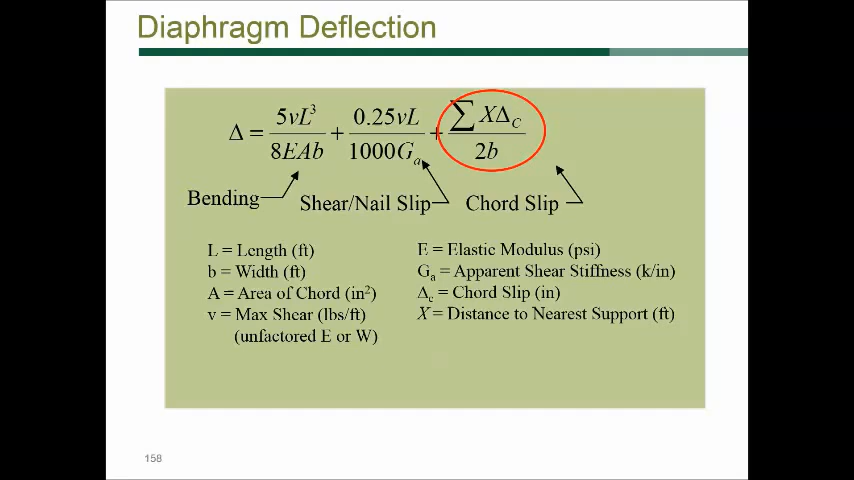 Diaphragm Deflection
Δ = 5vL³/8EAb + 0.25vL/1000Gₐ + ∑XΔ_C/2b
Bending
Shear/Nail Slip
Chord Slip
L = Length (ft)
b = Width (ft)
A = Area of Chord (in²)
v = Max Shear (lbs/ft)
(unfactored E or W)
E = Elastic Modulus (psi)
Gₐ = Apparent Shear Stiffness (k/in)
Δ_c = Chord Slip (in)
X = Distance to Nearest Support (ft)
158